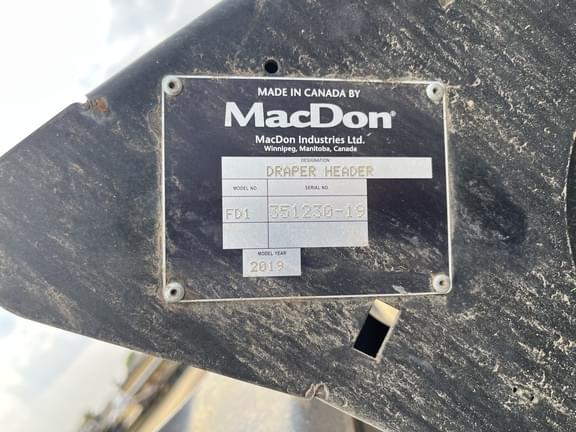 MADE IN CANADA BY
MacDon®
MacDon Industries Ltd.
Winnipeg, Manitoba, Canada
DESIGNATION
DRAPER HEADER
MODEL NO. SERIAL NO.
FD1 351230-19
MODEL YEAR
2019